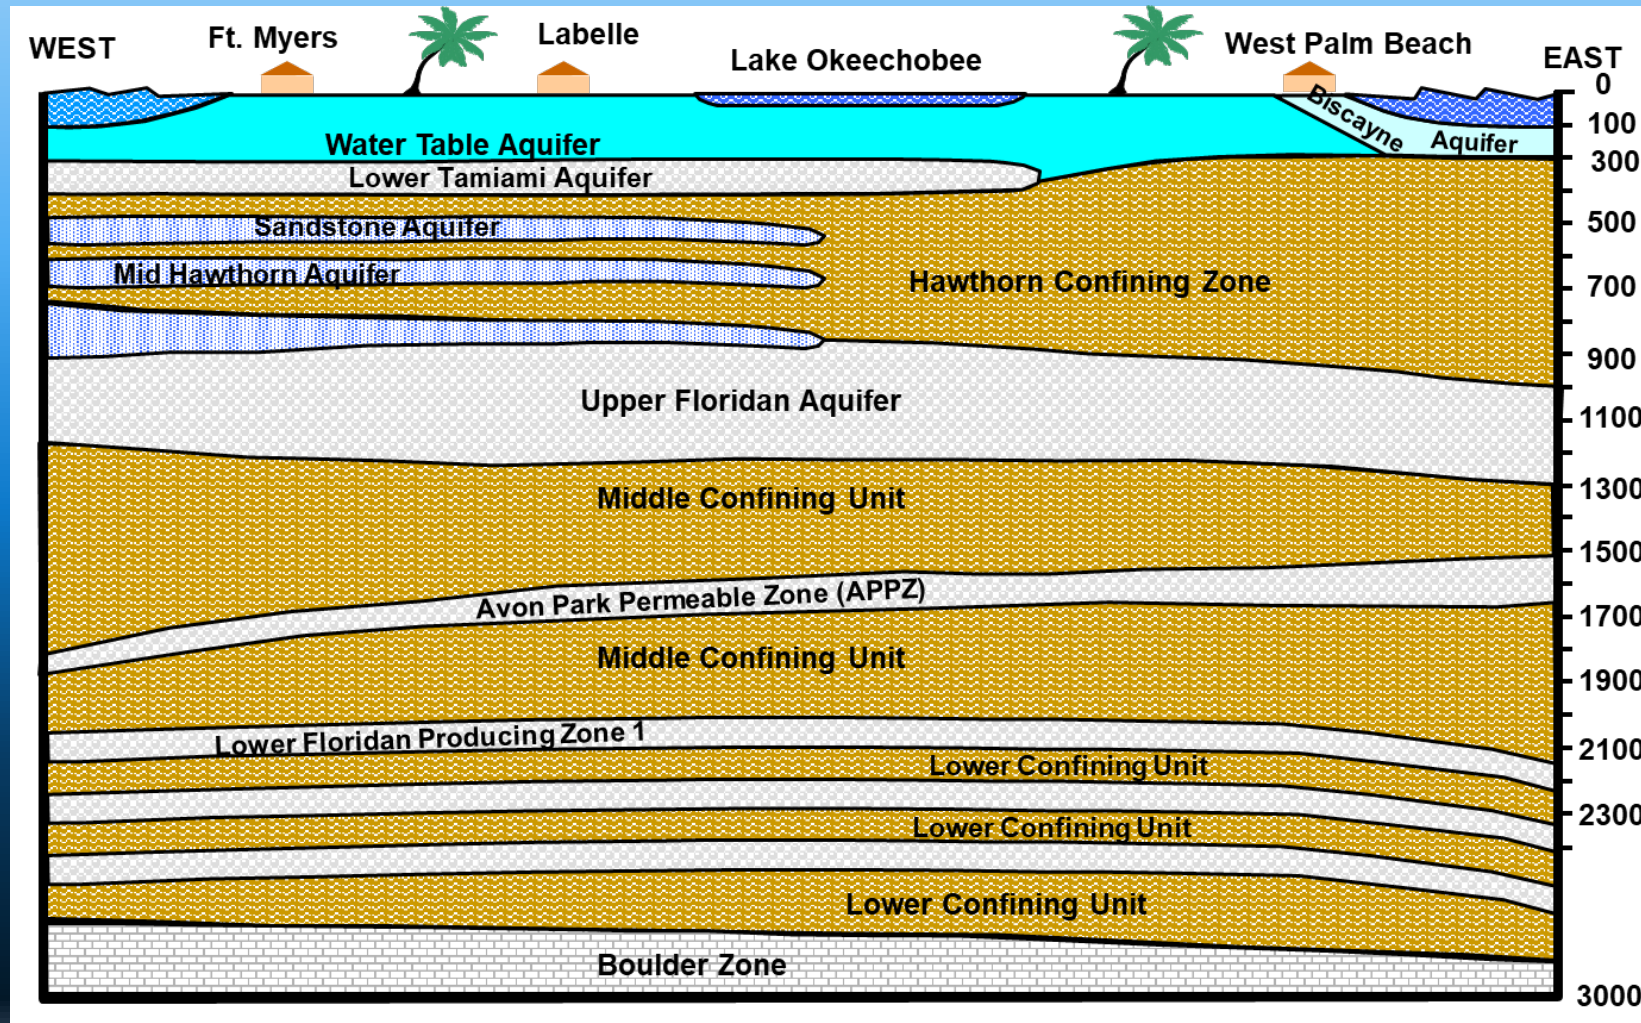 WEST
Ft. Myers
Labelle
Lake Okeechobee
West Palm Beach
EAST
0
Biscayne
Aquifer
100
Water Table Aquifer
300
Lower Tamiami Aquifer
Sandstone Aquifer
500
Mid Hawthorn Aquifer
Hawthorn Confining Zone
700
900
Upper Floridan Aquifer
1100
Middle Confining Unit
1300
1500
Avon Park Permeable Zone (APPZ)
1700
Middle Confining Unit
1900
Lower Floridan Producing Zone 1
2100
Lower Confining Unit
2300
Lower Confining Unit
Lower Confining Unit
Boulder Zone
3000